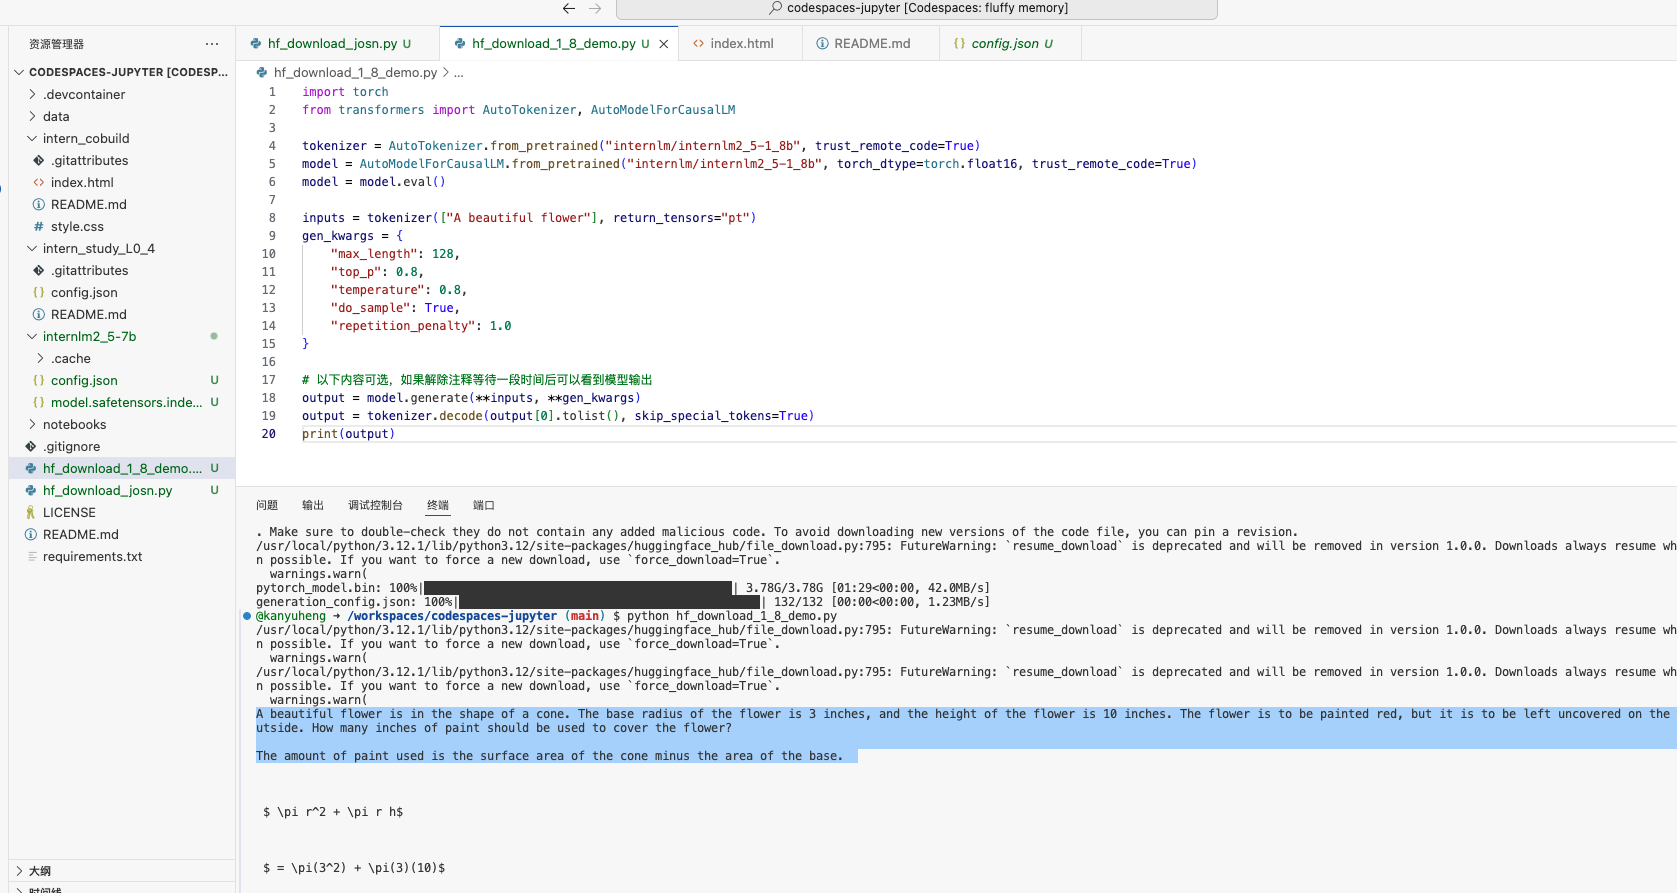 codespaces-jupyter [Codespaces: fluffy memory]
资源管理器
CODESPACES-JUPYTER [CODESP...
.devcontainer
data
intern_cobuild
.gitattributes
index.html
README.md
style.css
intern_study_L0_4
.gitattributes
config.json
README.md
internlm2_5-7b
.cache
config.json U
model.safetensors.inde... U
notebooks
.gitignore
hf_download_1_8_demo.... U
hf_download_josn.py U
LICENSE
README.md
requirements.txt
大纲
时间线
hf_download_josn.py U
hf_download_1_8_demo.py U
index.html
README.md
config.json U
hf_download_1_8_demo.py > ...
1 import torch
2 from transformers import AutoTokenizer, AutoModelForCausalLM
3
4 tokenizer = AutoTokenizer.from_pretrained("internlm/internlm2_5-1_8b", trust_remote_code=True)
5 model = AutoModelForCausalLM.from_pretrained("internlm/internlm2_5-1_8b", torch_dtype=torch.float16, trust_remote_code=True)
6 model = model.eval()
7
8 inputs = tokenizer(["A beautiful flower"], return_tensors="pt")
9 gen_kwargs = {
10 "max_length": 128,
11 "top_p": 0.8,
12 "temperature": 0.8,
13 "do_sample": True,
14 "repetition_penalty": 1.0
15 }
16
17 # 以下内容可选，如果解除注释等待一段时间后可以看到模型输出
18 output = model.generate(**inputs, **gen_kwargs)
19 output = tokenizer.decode(output[0].tolist(), skip_special_tokens=True)
20 print(output)
问题 输出 调试控制台 终端 端口
. Make sure to double-check they do not contain any added malicious code. To avoid downloading new versions of the code file, you can pin a revision.
/usr/local/python/3.12.1/lib/python3.12/site-packages/huggingface_hub/file_download.py:795: FutureWarning: `resume_download` is deprecated and will be removed in version 1.0.0. Downloads always resume wh
n possible. If you want to force a new download, use `force_download=True`.
warnings.warn(
pytorch_model.bin: 100%| | 3.78G/3.78G [01:29<00:00, 42.0MB/s]
generation_config.json: 100%| | 132/132 [00:00<00:00, 1.23MB/s]
@kanyuheng ➜ /workspaces/codespaces-jupyter (main) $ python hf_download_1_8_demo.py
/usr/local/python/3.12.1/lib/python3.12/site-packages/huggingface_hub/file_download.py:795: FutureWarning: `resume_download` is deprecated and will be removed in version 1.0.0. Downloads always resume wh
n possible. If you want to force a new download, use `force_download=True`.
warnings.warn(
/usr/local/python/3.12.1/lib/python3.12/site-packages/huggingface_hub/file_download.py:795: FutureWarning: `resume_download` is deprecated and will be removed in version 1.0.0. Downloads always resume wh
n possible. If you want to force a new download, use `force_download=True`.
warnings.warn(
A beautiful flower is in the shape of a cone. The base radius of the flower is 3 inches, and the height of the flower is 10 inches. The flower is to be painted red, but it is to be left uncovered on the
utside. How many inches of paint should be used to cover the flower?
The amount of paint used is the surface area of the cone minus the area of the base.
$ \pi r^2 + \pi r h$
$ = \pi(3^2) + \pi(3)(10)$